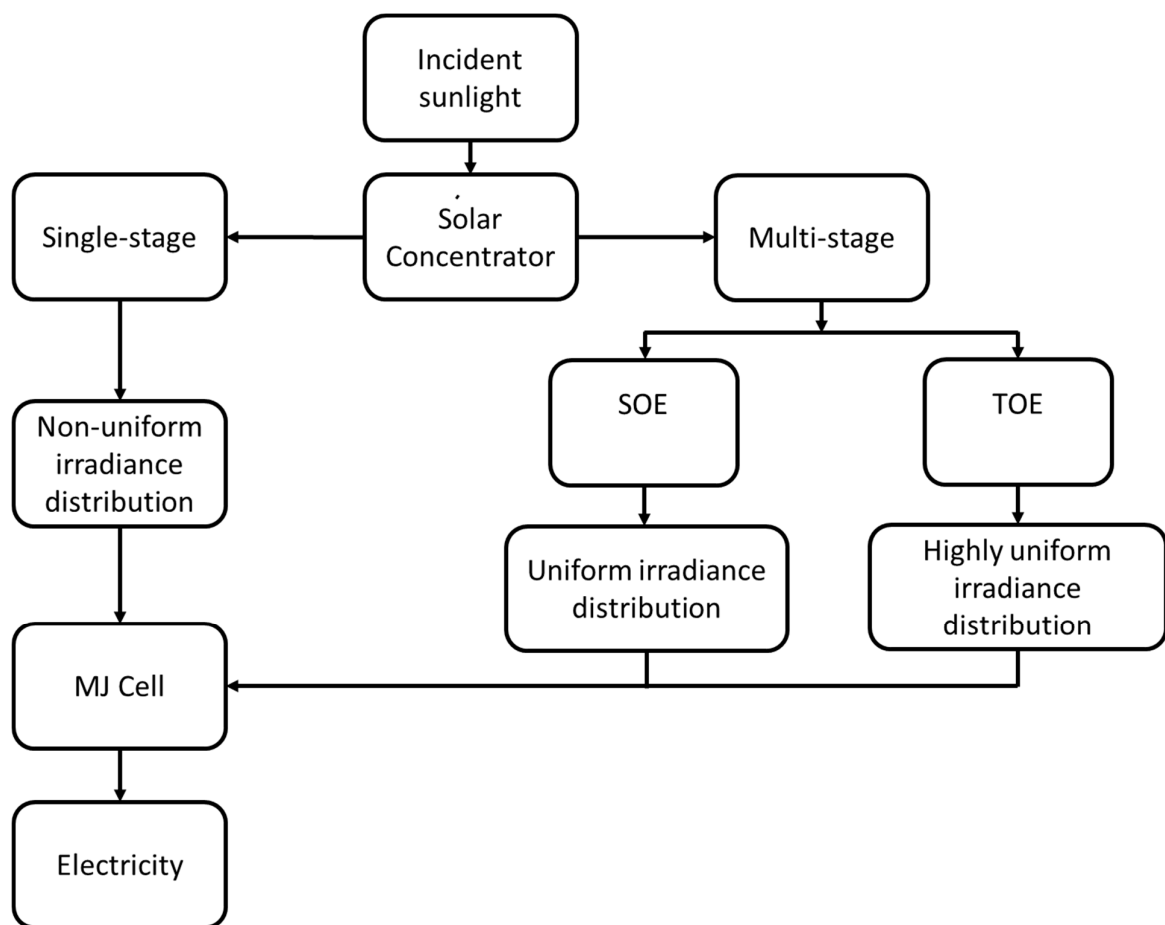 Incident
sunlight
Single-stage
Solar
Concentrator
Multi-stage
SOE
TOE
Non-uniform
irradiance
distribution
Uniform irradiance
distribution
Highly uniform
irradiance
distribution
MJ Cell
Electricity